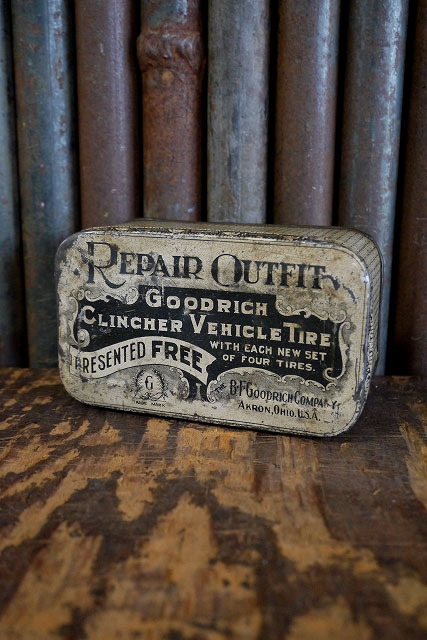 REPAIR OUTFIT
GOODRICH
CLINCHER VEHICLE TIRE
PRESENTED FREE
WITH EACH NEW SET
OF FOUR TIRES.
G
TRADE MARK
B.F. GOODRICH COMPANY,
AKRON, OHIO. U.S.A.